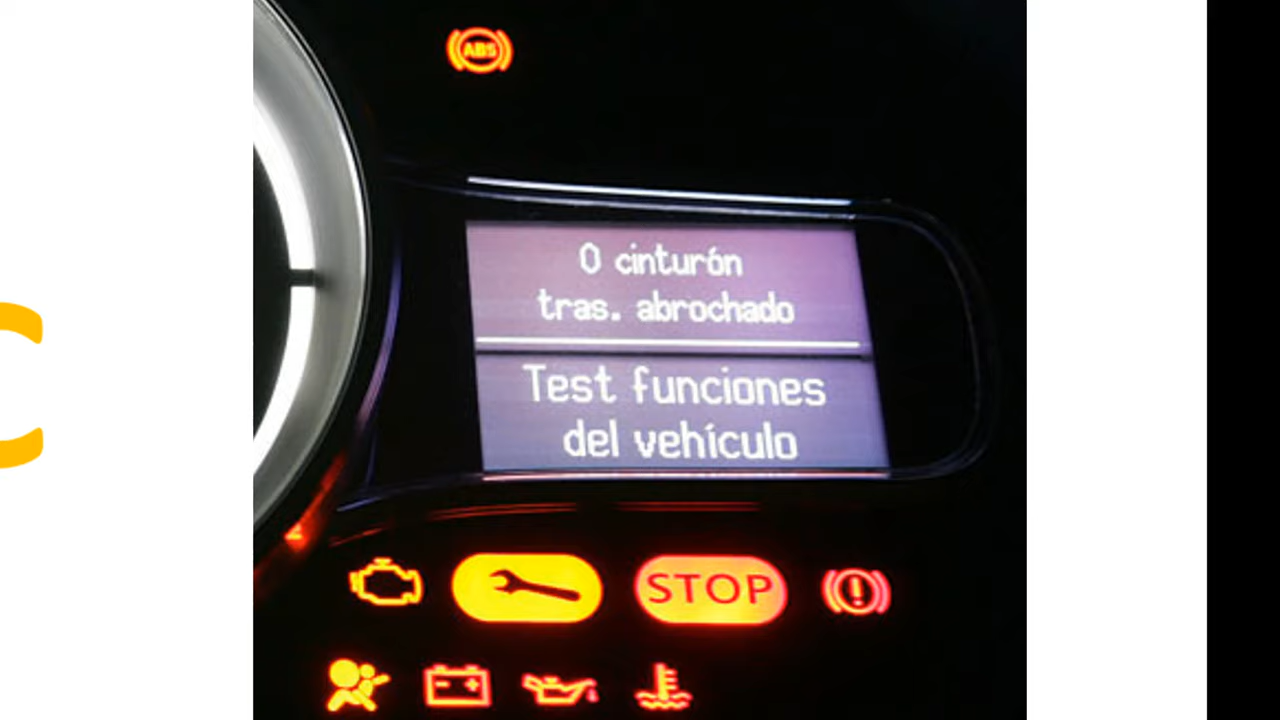 ABS
0 cinturón
tras. abrochado
Test funciones
del vehículo
STOP